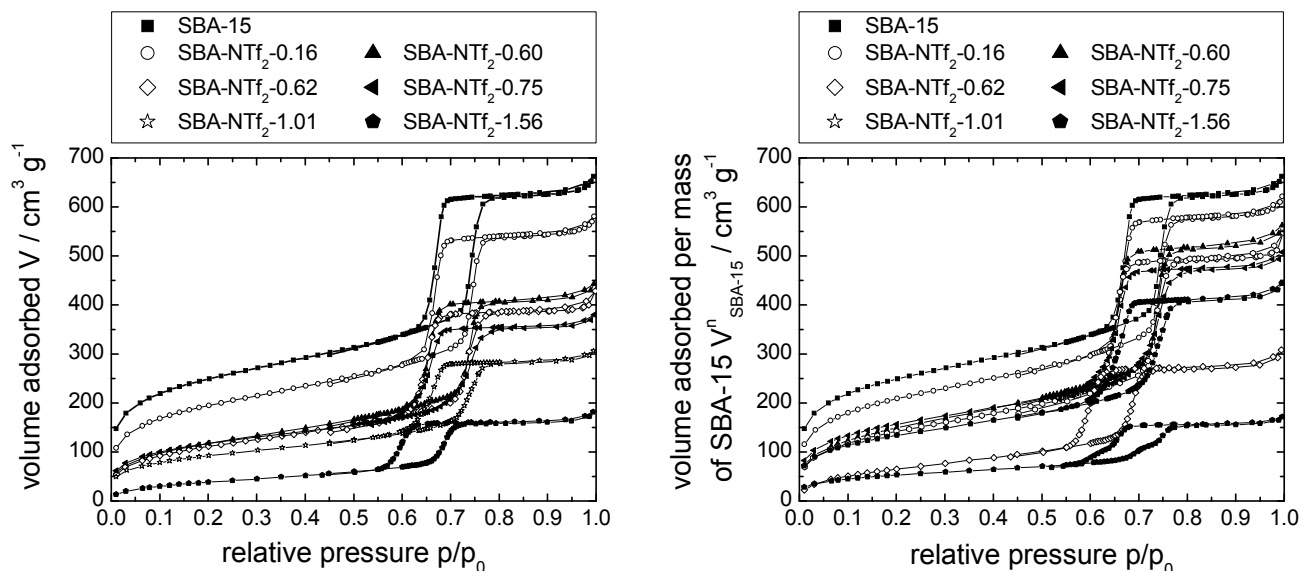 SBA-15
SBA-NTf₂-0.16 SBA-NTf₂-0.60
SBA-NTf₂-0.62 SBA-NTf₂-0.75
SBA-NTf₂-1.01 SBA-NTf₂-1.56
700
600
500
400
300
200
100
0
0.0 0.1 0.2 0.3 0.4 0.5 0.6 0.7 0.8 0.9 1.0
volume adsorbed V / cm³ g⁻¹
relative pressure p/p₀
SBA-15
SBA-NTf₂-0.16 SBA-NTf₂-0.60
SBA-NTf₂-0.62 SBA-NTf₂-0.75
SBA-NTf₂-1.01 SBA-NTf₂-1.56
700
600
500
400
300
200
100
0
0.0 0.1 0.2 0.3 0.4 0.5 0.6 0.7 0.8 0.9 1.0
volume adsorbed per mass
of SBA-15 Vⁿ_SBA-15 / cm³ g⁻¹
relative pressure p/p₀